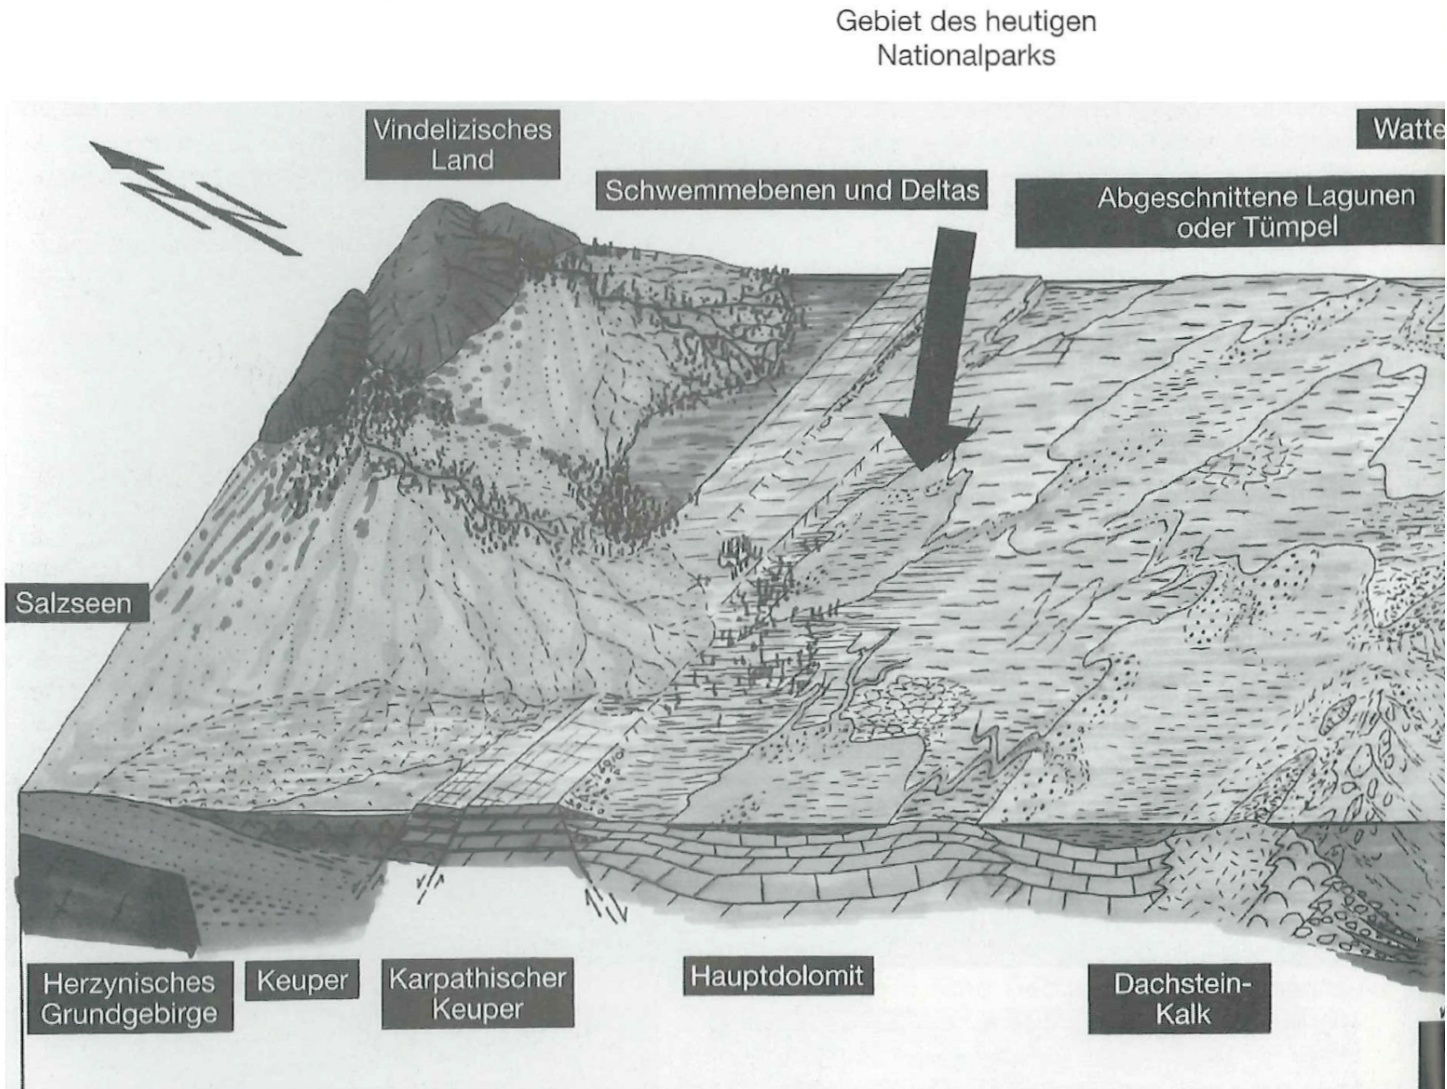 Gebiet des heutigen
Nationalparks
Vindelizisches
Land
Watte
Schwemmebenen und Deltas
Abgeschnittene Lagunen
oder Tümpel
Salzseen
Herzynisches
Grundgebirge
Keuper
Karpathischer
Keuper
Hauptdolomit
Dachstein-
Kalk